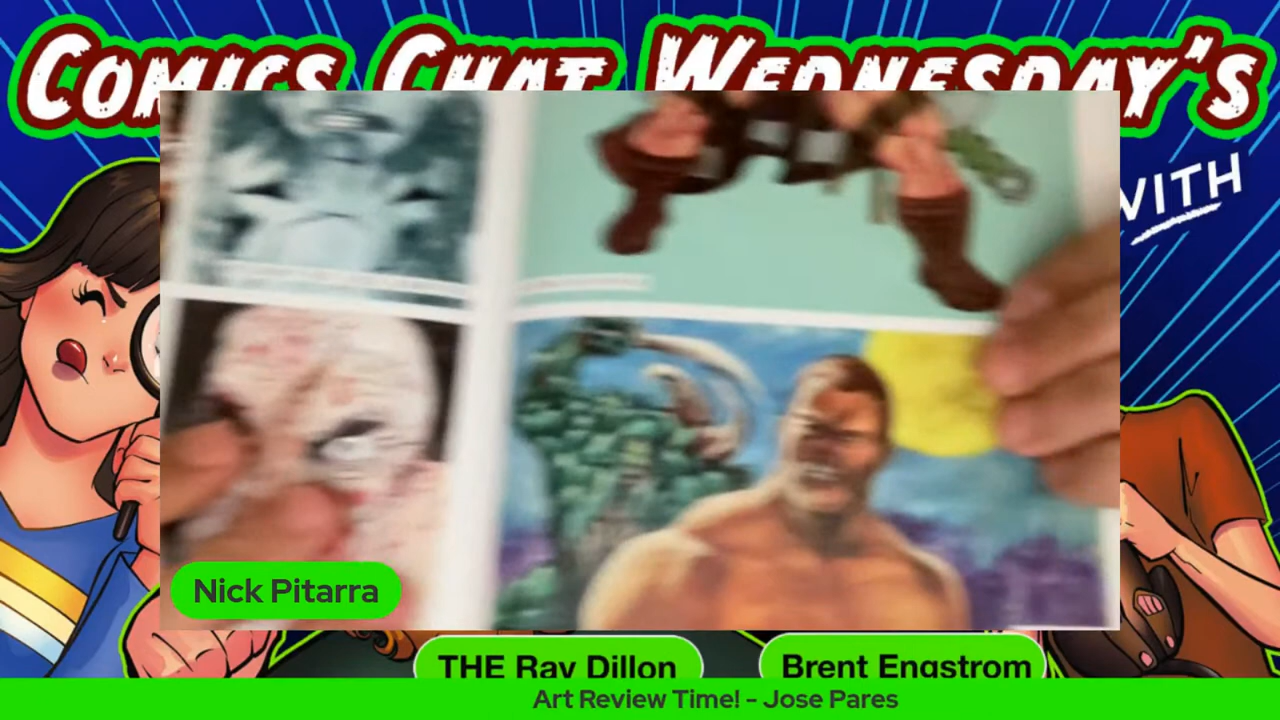 COMICS CHAT WEDNESDAY'S
WITH
Nick Pitarra
THE Ray Dillon
Brent Engstrom
Art Review Time! - Jose Pares